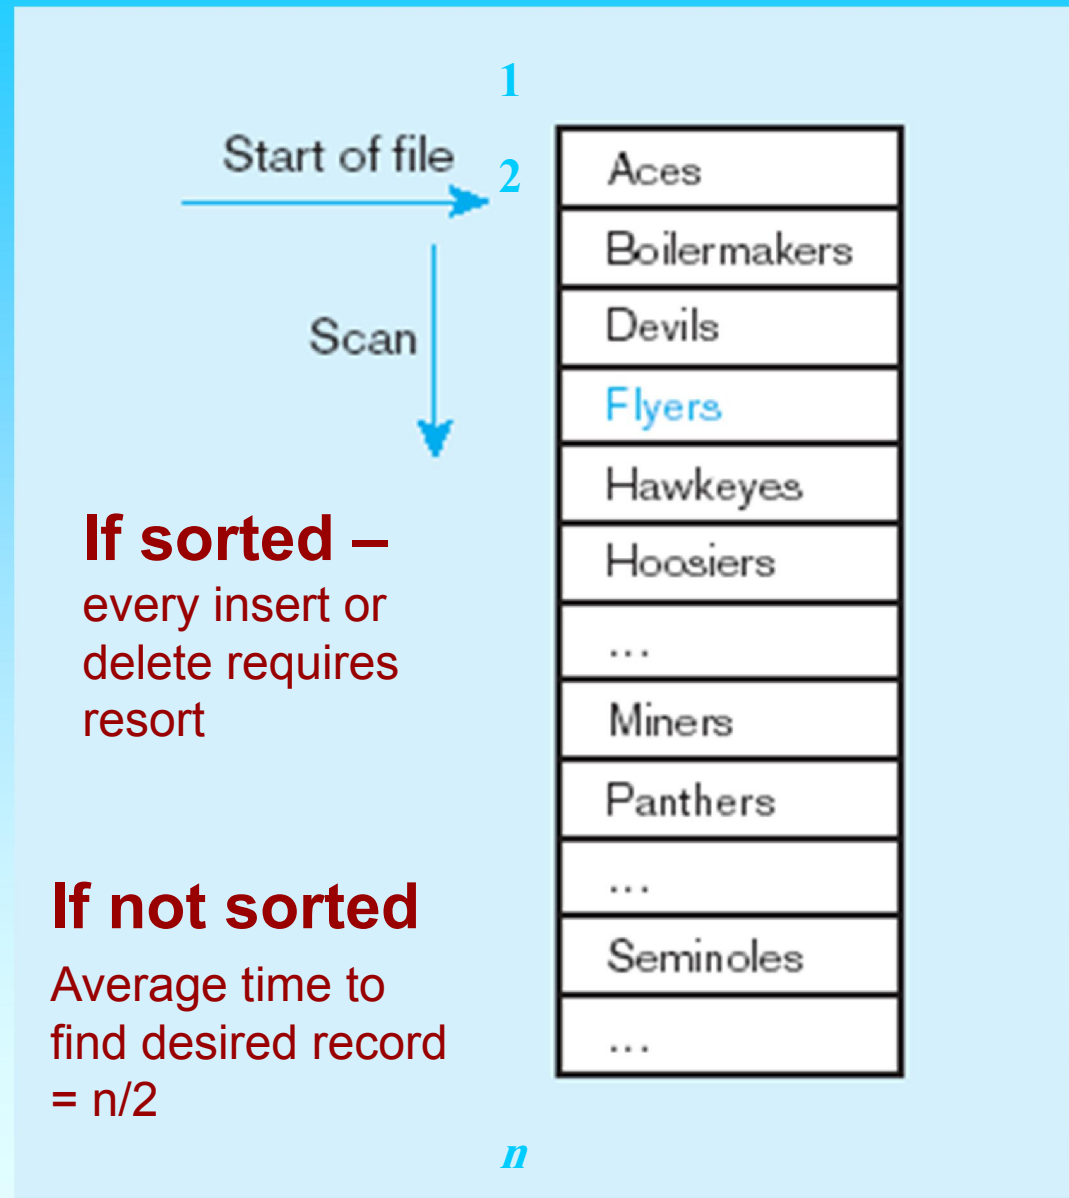 1
Start of file
2
Scan
Aces
Boilermakers
Devils
Flyers
Hawkeyes
Hoosiers
...
Miners
Panthers
...
Seminoles
...
If sorted –
every insert or
delete requires
resort
If not sorted
Average time to
find desired record
= n/2
n